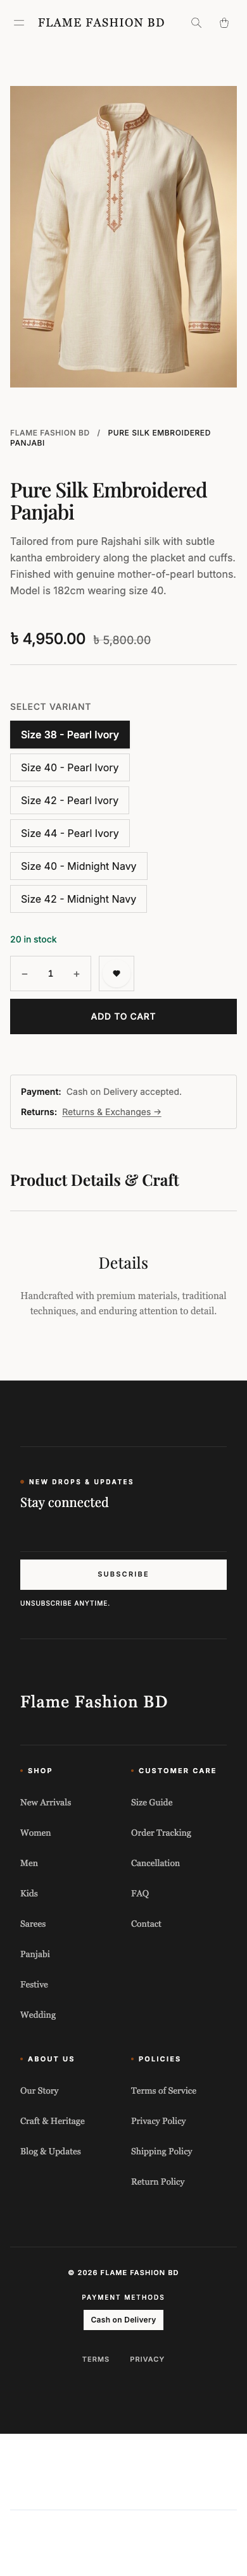 FLAME FASHION BD
FLAME FASHION BD / PURE SILK EMBROIDERED
PANJABI
Pure Silk Embroidered
Panjabi
Tailored from pure Rajshahi silk with subtle
kantha embroidery along the placket and cuffs.
Finished with genuine mother-of-pearl buttons.
Model is 182cm wearing size 40.
৳ 4,950.00 ৳ 5,800.00
SELECT VARIANT
Size 38 - Pearl Ivory
Size 40 - Pearl Ivory
Size 42 - Pearl Ivory
Size 44 - Pearl Ivory
Size 40 - Midnight Navy
Size 42 - Midnight Navy
20 in stock
− 1 +
ADD TO CART
Payment: Cash on Delivery accepted.
Returns: Returns & Exchanges →
Product Details & Craft
Details
Handcrafted with premium materials, traditional
techniques, and enduring attention to detail.
NEW DROPS & UPDATES
Stay connected
SUBSCRIBE
UNSUBSCRIBE ANYTIME.
Flame Fashion BD
SHOP
New Arrivals
Women
Men
Kids
Sarees
Panjabi
Festive
Wedding
CUSTOMER CARE
Size Guide
Order Tracking
Cancellation
FAQ
Contact
ABOUT US
Our Story
Craft & Heritage
Blog & Updates
POLICIES
Terms of Service
Privacy Policy
Shipping Policy
Return Policy
© 2026 FLAME FASHION BD
PAYMENT METHODS
Cash on Delivery
TERMS PRIVACY